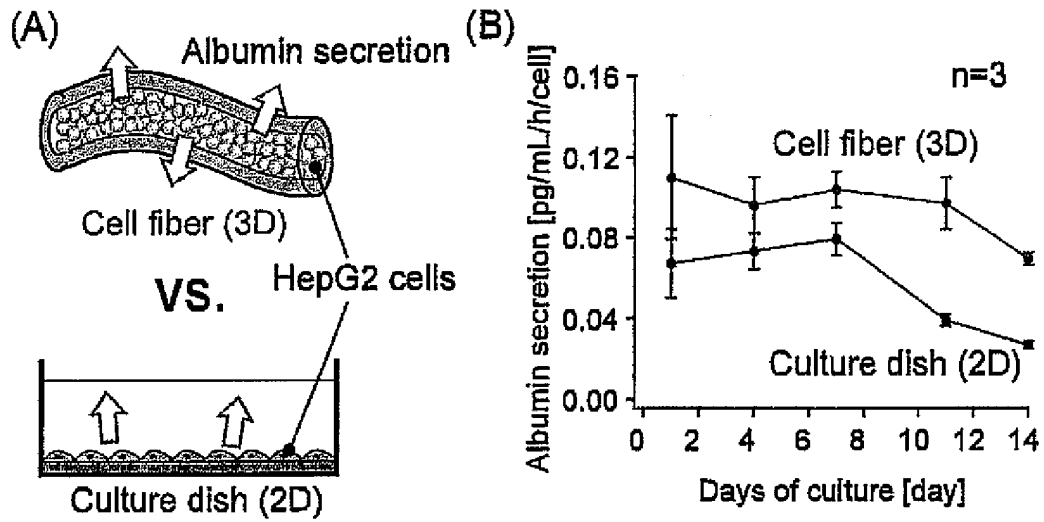 (A)
Albumin secretion
Cell fiber (3D)
VS.
HepG2 cells
Culture dish (2D)
(B)
Albumin secretion [pg/mL/h/cell]
0.16
0.12
0.08
0.04
0.00
n=3
Cell fiber (3D)
Culture dish (2D)
0 2 4 6 8 10 12 14
Days of culture [day]